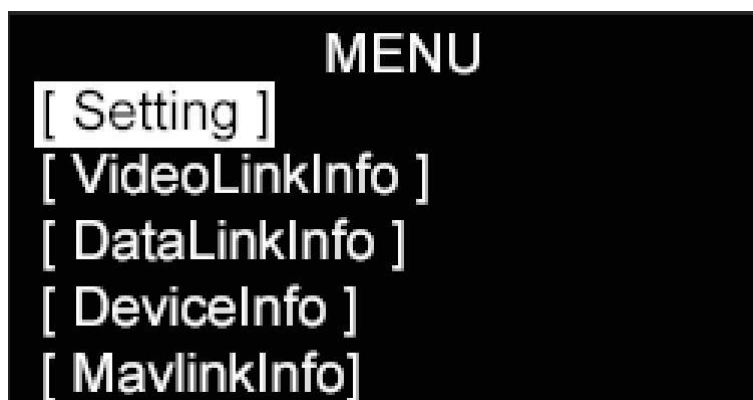 MENU
[ Setting ]
[ VideoLinkInfo ]
[ DataLinkInfo ]
[ DeviceInfo ]
[ MavlinkInfo]